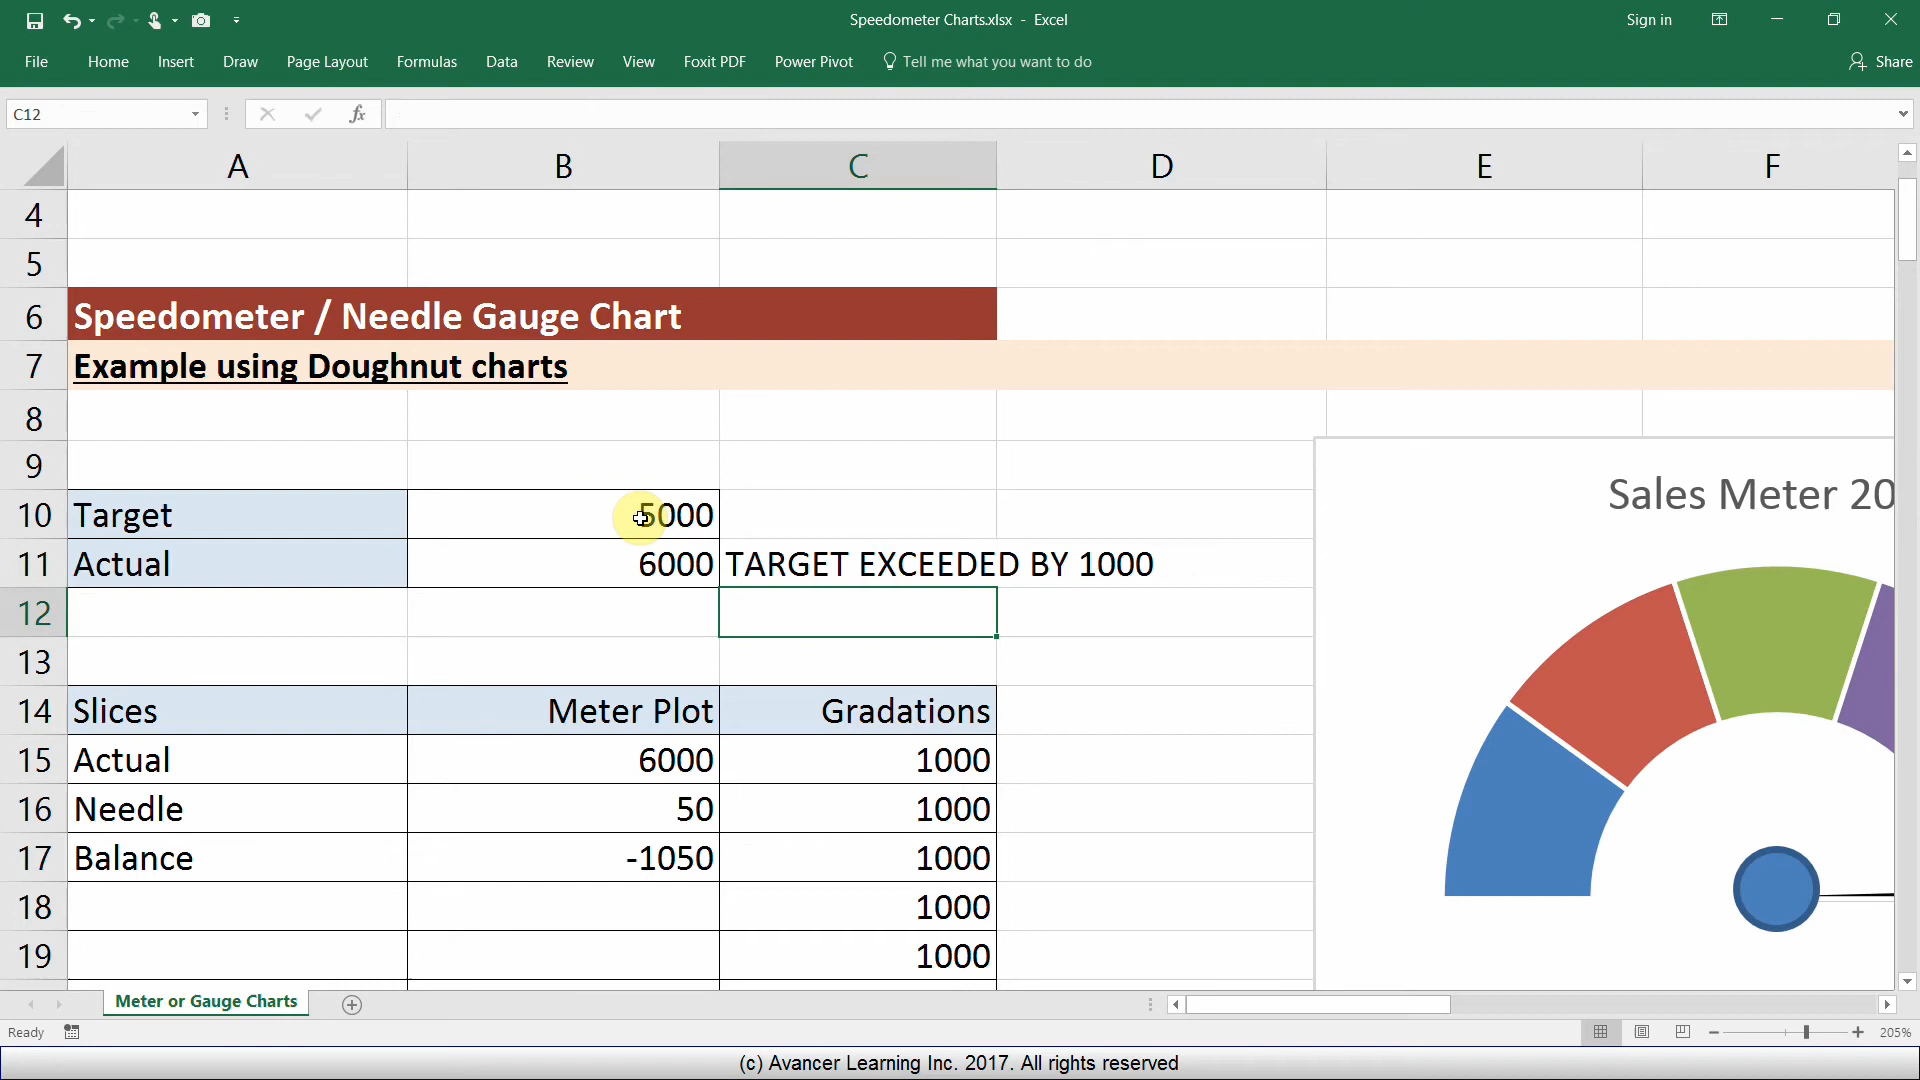 Speedometer Charts.xlsx - Excel
Sign in
File Home Insert Draw Page Layout Formulas Data Review View Foxit PDF Power Pivot Tell me what you want to do Share
C12 fx
A B C D E F
4
5
6 Speedometer / Needle Gauge Chart
7 Example using Doughnut charts
8
9
Sales Meter 20
10 Target 5000
11 Actual 6000 TARGET EXCEEDED BY 1000
12
13
14 Slices Meter Plot Gradations
15 Actual 6000 1000
16 Needle 50 1000
17 Balance -1050 1000
18 1000
19 1000
Meter or Gauge Charts
Ready 205%
(c) Avancer Learning Inc. 2017. All rights reserved